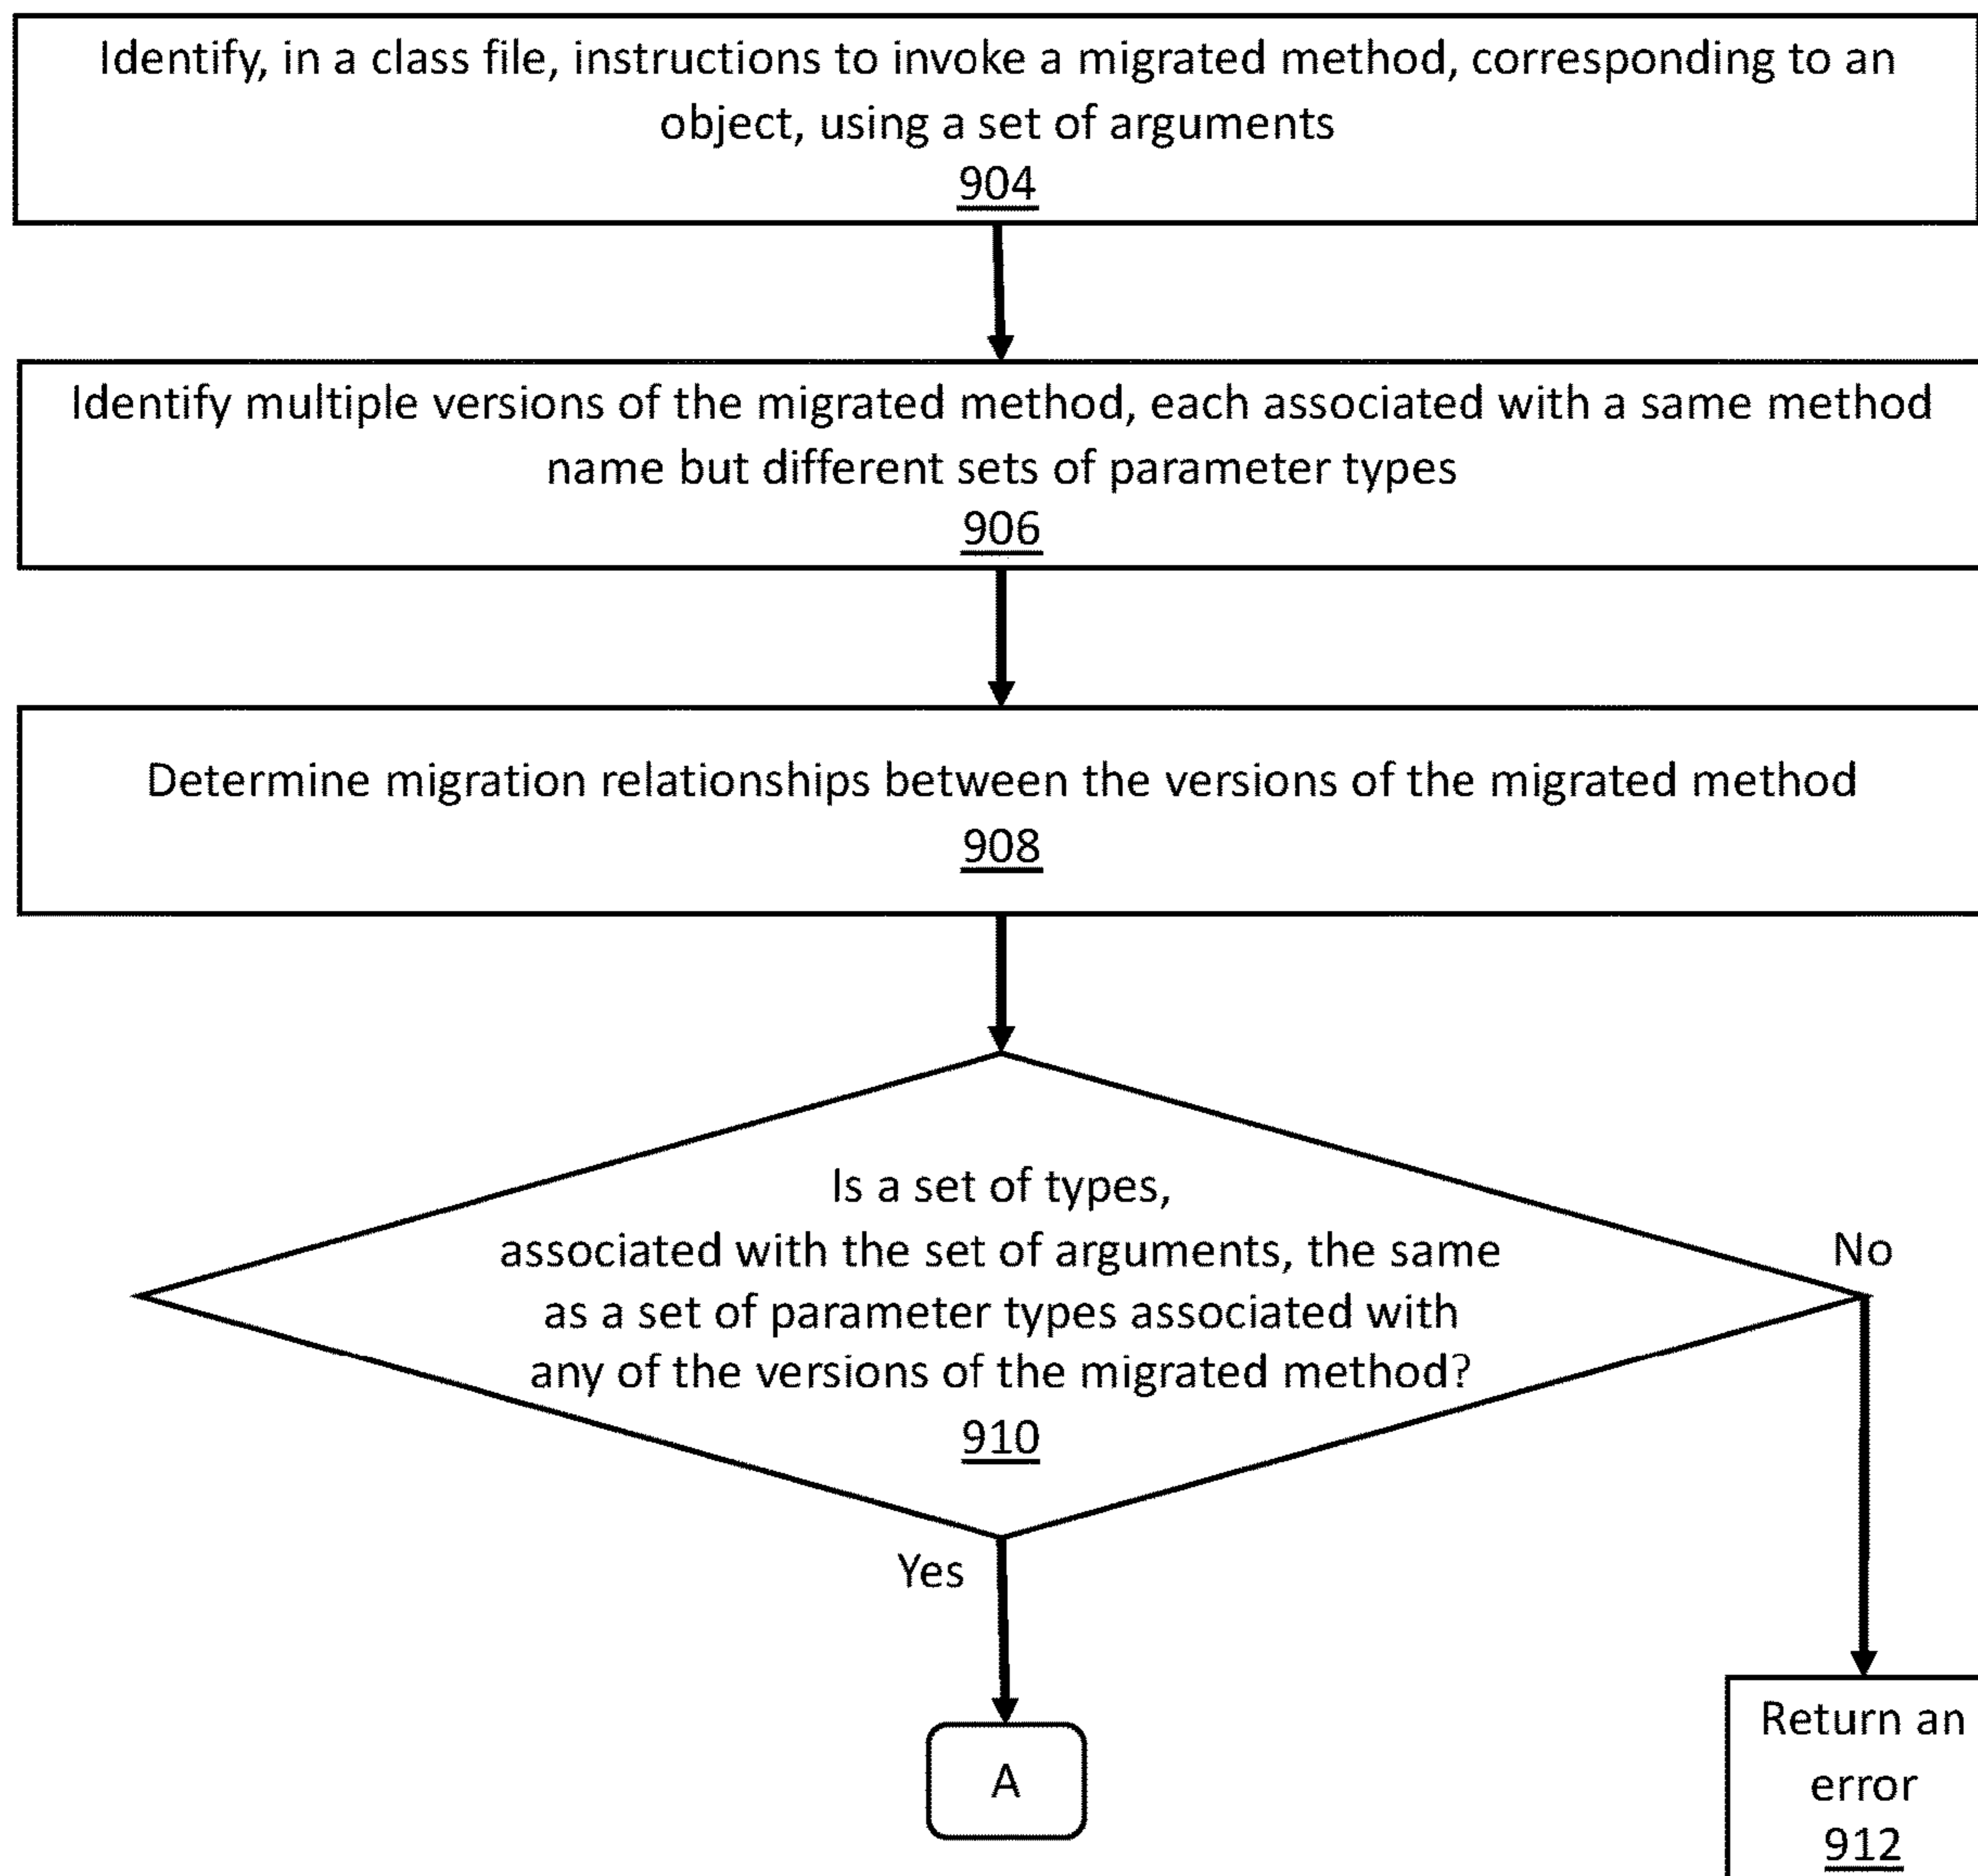 Identify, in a class file, instructions to invoke a migrated method, corresponding to an
object, using a set of arguments
904
Identify multiple versions of the migrated method, each associated with a same method
name but different sets of parameter types
906
Determine migration relationships between the versions of the migrated method
908
Is a set of types,
associated with the set of arguments, the same
as a set of parameter types associated with
any of the versions of the migrated method?
910
No
Yes
A
Return an
error
912